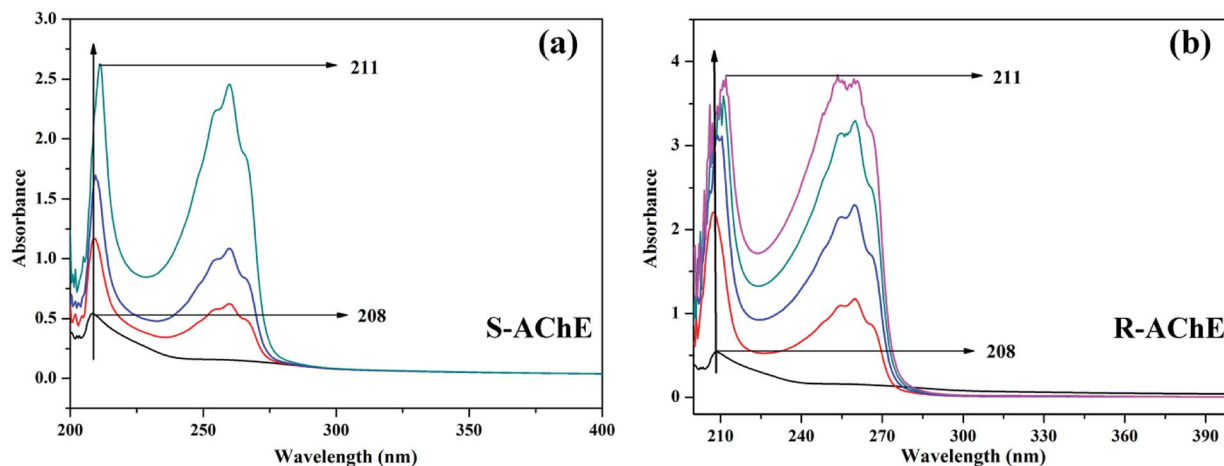 (a)
Absorbance
3.0
2.5
2.0
1.5
1.0
0.5
0.0
211
208
S-AChE
200 250 300 350 400
Wavelength (nm)
(b)
Absorbance
4
3
2
1
0
211
R-AChE
208
210 240 270 300 330 360 390
Wavelength (nm)